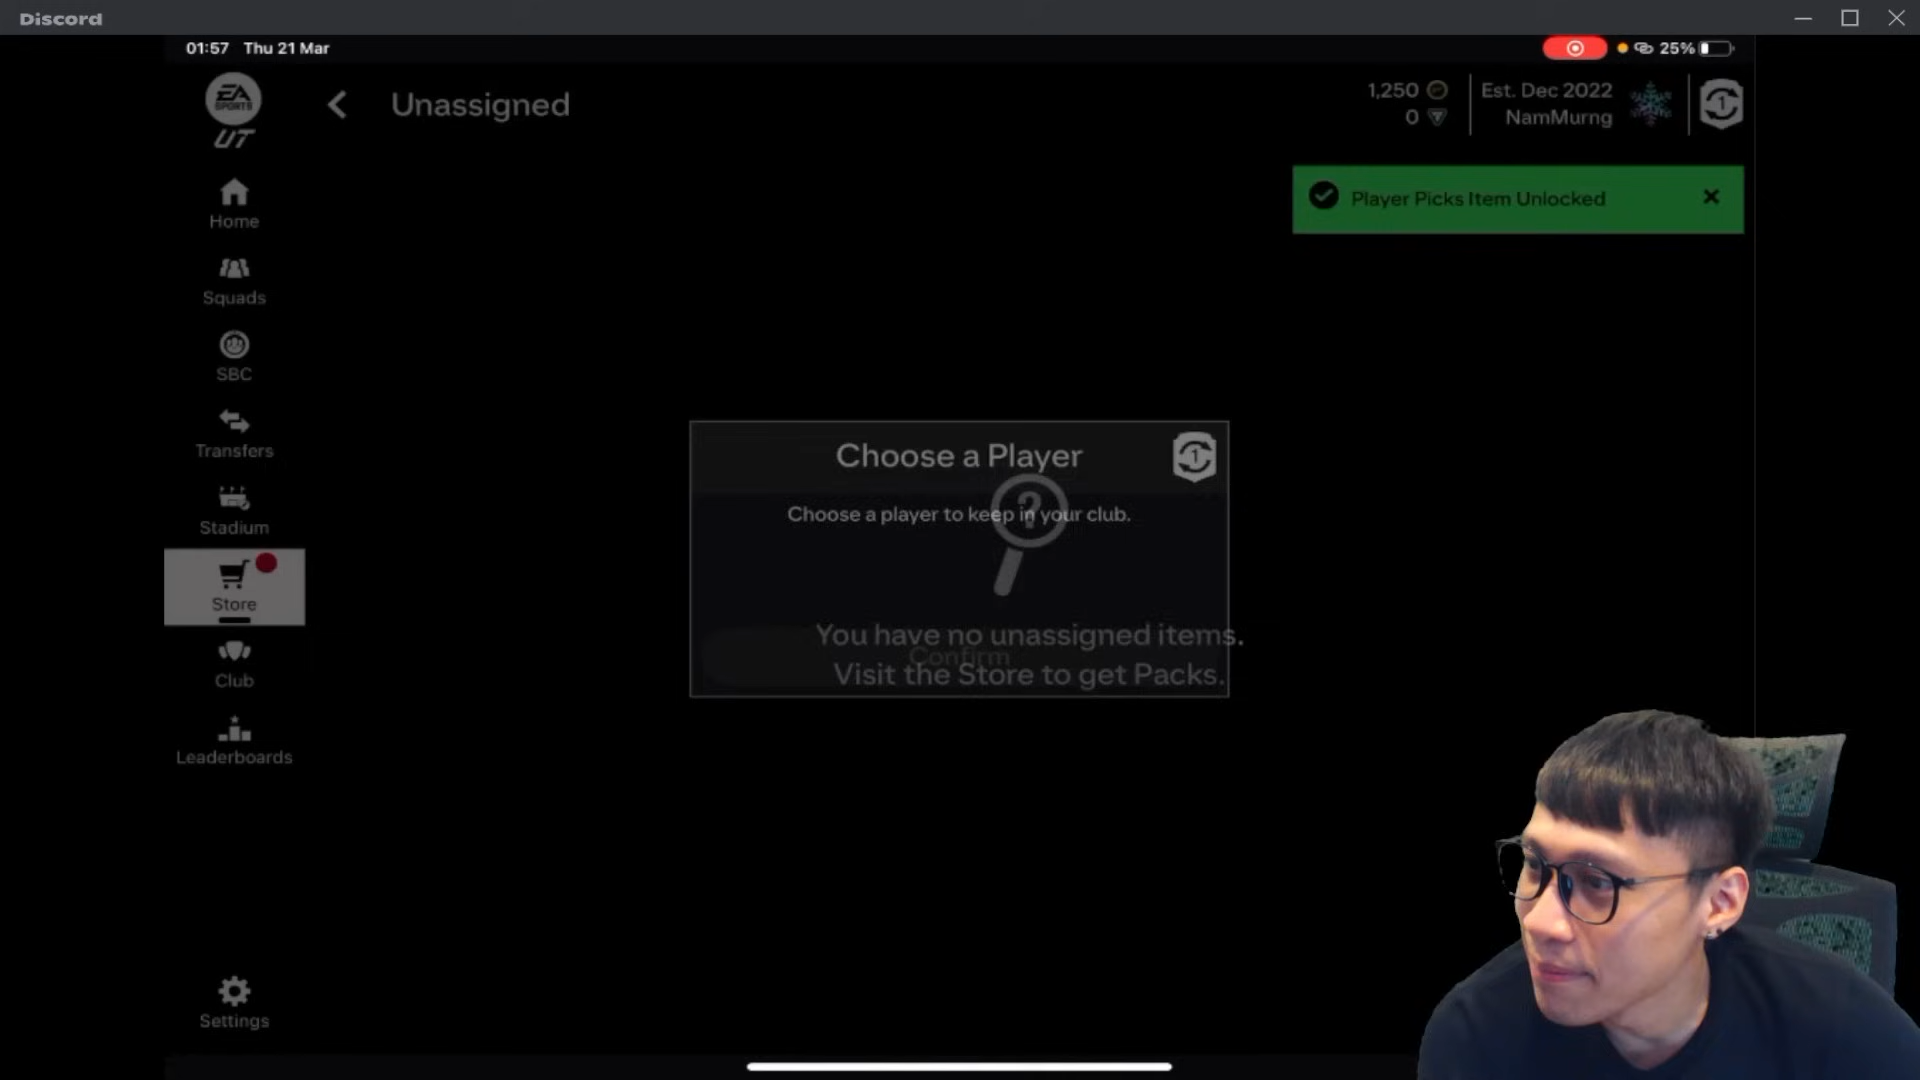 Discord
01:57 Thu 21 Mar
25%
EA
SPORTS
UT
Unassigned
1,250
0
Est. Dec 2022
NamMurng
1
Player Picks Item Unlocked
Home
Squads
SBC
Transfers
Stadium
Store
Club
Leaderboards
Settings
Choose a Player
1
Choose a player to keep in your club.
?
You have no unassigned items.
Confirm
Visit the Store to get Packs.